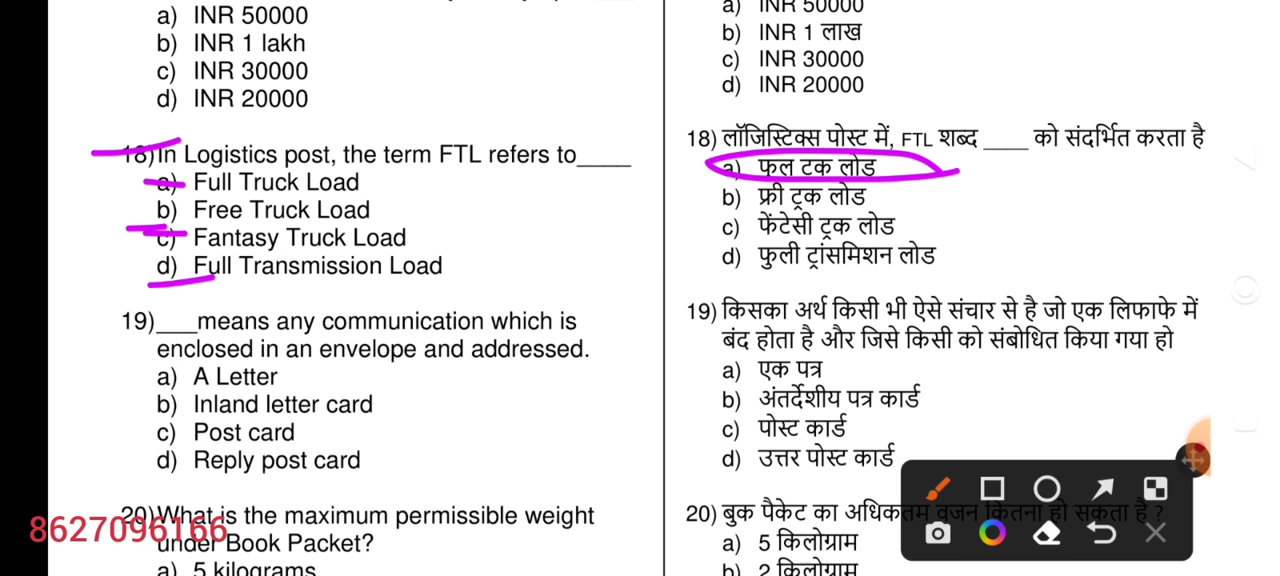 a) INR 50000
b) INR 1 lakh
c) INR 30000
d) INR 20000
18)In Logistics post, the term FTL refers to____
a) Full Truck Load
b) Free Truck Load
c) Fantasy Truck Load
d) Full Transmission Load
19)___means any communication which is
enclosed in an envelope and addressed.
a) A Letter
b) Inland letter card
c) Post card
d) Reply post card
20)What is the maximum permissible weight
under Book Packet?
a) 5 kilograms
8627096166
a) INR 50000
b) INR 1 लाख
c) INR 30000
d) INR 20000
18) लॉजिस्टिक्स पोस्ट में, FTL शब्द ____ को संदर्भित करता है
a) फुल ट्रक लोड
b) फ्री ट्रक लोड
c) फेंटेसी ट्रक लोड
d) फुली ट्रांसमिशन लोड
19) किसका अर्थ किसी भी ऐसे संचार से है जो एक लिफाफे में
बंद होता है और जिसे किसी को संबोधित किया गया हो
a) एक पत्र
b) अंतर्देशीय पत्र कार्ड
c) पोस्ट कार्ड
d) उत्तर पोस्ट कार्ड
20) बुक पैकेट का अधिकतम वजन कितना हो सकता है ?
a) 5 किलोग्राम
b) 2 किलोग्राम